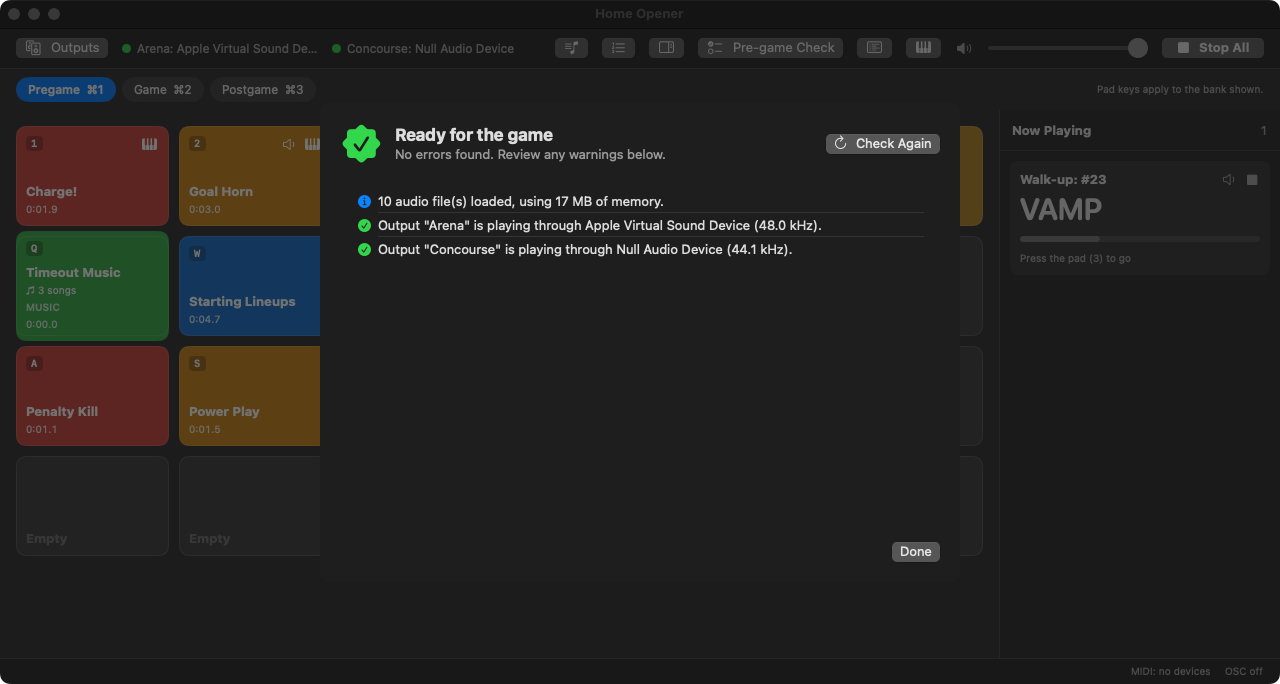 Home Opener
Outputs
Arena: Apple Virtual Sound De...
Concourse: Null Audio Device
Pre-game Check
Stop All
Pregame ⌘1
Game ⌘2
Postgame ⌘3
Pad keys apply to the bank shown.
1
Charge!
0:01.9
2
Goal Horn
0:03.0
Q
Timeout Music
3 songs
MUSIC
0:00.0
W
Starting Lineups
0:04.7
A
Penalty Kill
0:01.1
S
Power Play
0:01.5
Empty
Empty
Ready for the game
No errors found. Review any warnings below.
Check Again
10 audio file(s) loaded, using 17 MB of memory.
Output "Arena" is playing through Apple Virtual Sound Device (48.0 kHz).
Output "Concourse" is playing through Null Audio Device (44.1 kHz).
Done
Now Playing
1
Walk-up: #23
VAMP
Press the pad (3) to go
MIDI: no devices
OSC off